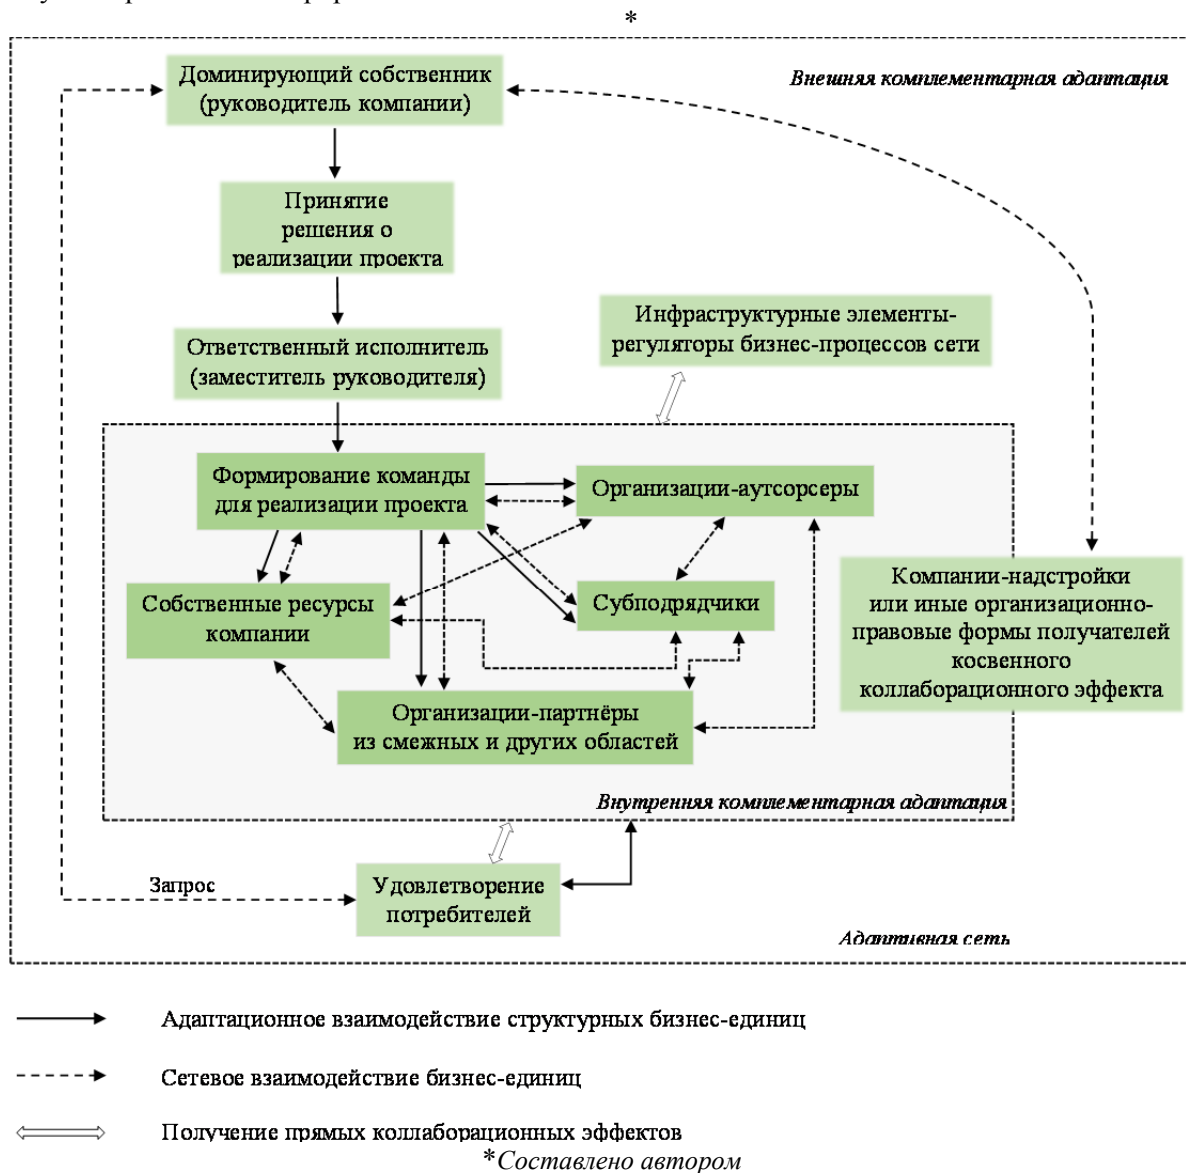 *
Доминирующий собственник
(руководитель компании)
Внешняя комплементарная адаптация
Принятие
решения о
реализации проекта
Инфраструктурные элементы-
регуляторы бизнес-процессов сети
Ответственный исполнитель
(заместитель руководителя)
Формирование команды
для реализации проекта
Организации-аутсорсеры
Собственные ресурсы
компании
Субподрядчики
Компании-надстройки
или иные организационно-
правовые формы получателей
косвенного
коллаборационного эффекта
Организации-партнёры
из смежных и других областей
Внутренняя комплементарная адаптация
Запрос
Удовлетворение
потребителей
Адаптивная сеть
Адаптационное взаимодействие структурных бизнес-единиц
Сетевое взаимодействие бизнес-единиц
Получение прямых коллаборационных эффектов
*Составлено автором